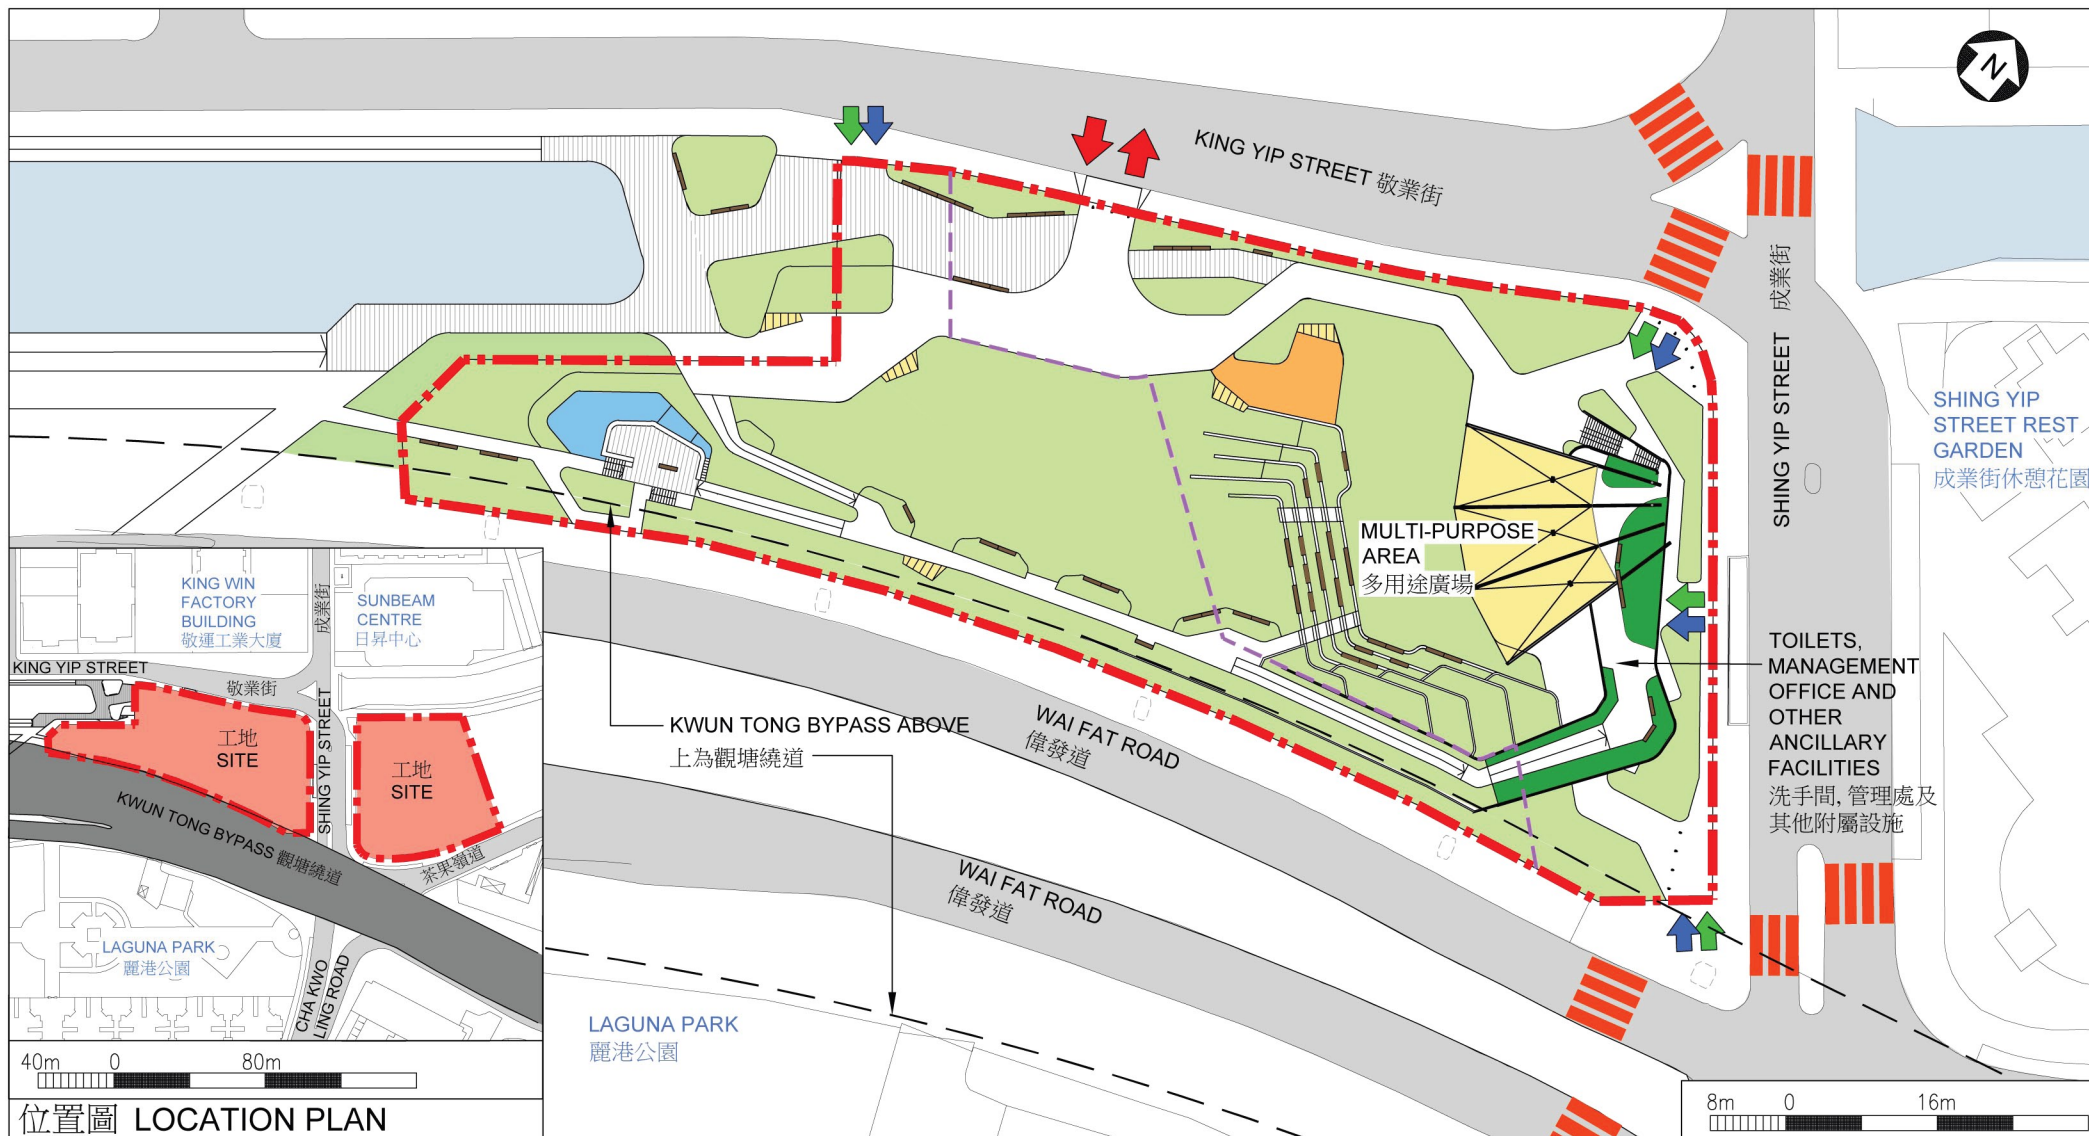 N
KING YIP STREET 敬業街
成業街
SHING YIP STREET
SHING YIP
STREET REST
GARDEN
成業街休憩花園
MULTI-PURPOSE
AREA
多用途廣場
TOILETS,
MANAGEMENT
OFFICE AND
OTHER
ANCILLARY
FACILITIES
洗手間, 管理處及
其他附屬設施
KWUN TONG BYPASS ABOVE
上為觀塘繞道
WAI FAT ROAD
偉發道
WAI FAT ROAD
偉發道
LAGUNA PARK
麗港公園
8m 0 16m
KING WIN
FACTORY
BUILDING
敬運工業大廈
成業街
SUNBEAM
CENTRE
日昇中心
KING YIP STREET
敬業街
工地
SITE
SHING YIP STREET
工地
SITE
KWUN TONG BYPASS 觀塘繞道
茶果嶺道
LAGUNA PARK
麗港公園
CHA KWO
LING ROAD
40m 0 80m
位置圖 LOCATION PLAN